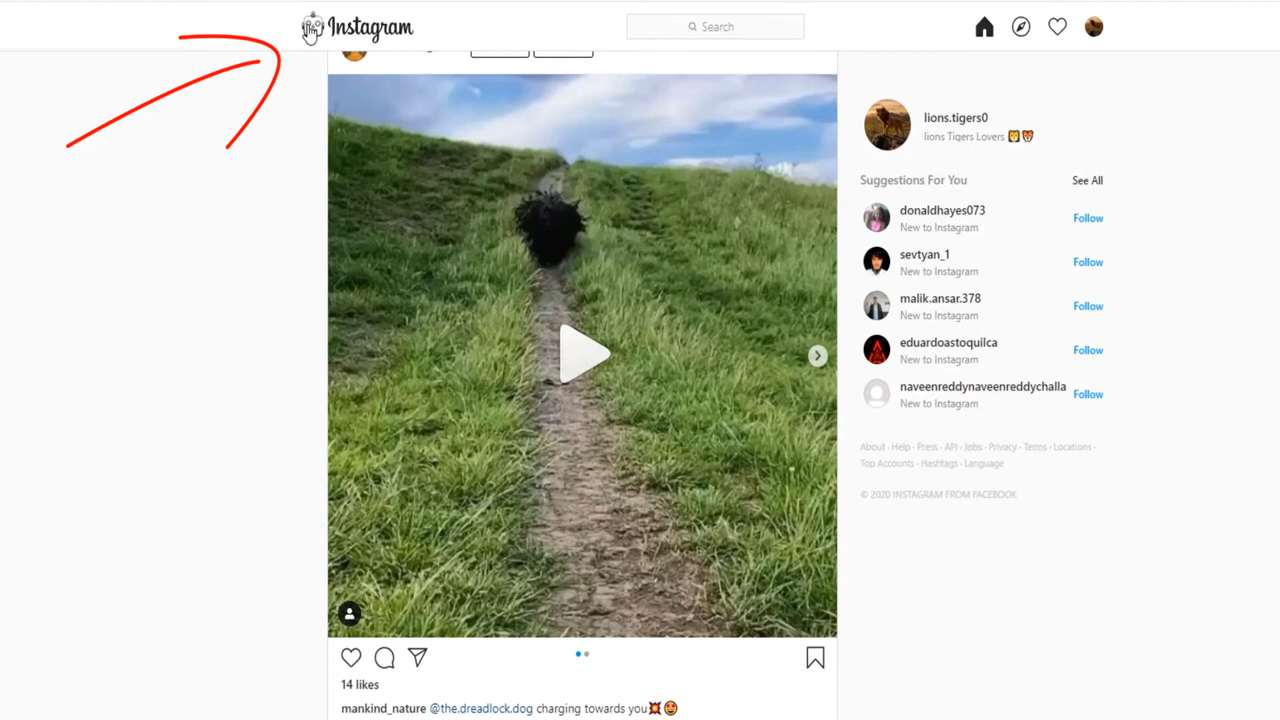 Instagram
Search
lions.tigers0
lions Tigers Lovers 🦁🐯
Suggestions For You See All
donaldhayes073
New to Instagram
Follow
sevtyan_1
New to Instagram
Follow
malik.ansar.378
New to Instagram
Follow
eduardoastoquilca
New to Instagram
Follow
naveenreddynaveenreddychalla
New to Instagram
Follow
About · Help · Press · API · Jobs · Privacy · Terms · Locations ·
Top Accounts · Hashtags · Language
© 2020 INSTAGRAM FROM FACEBOOK
14 likes
mankind_nature @the.dreadlock.dog charging towards you💥🤩